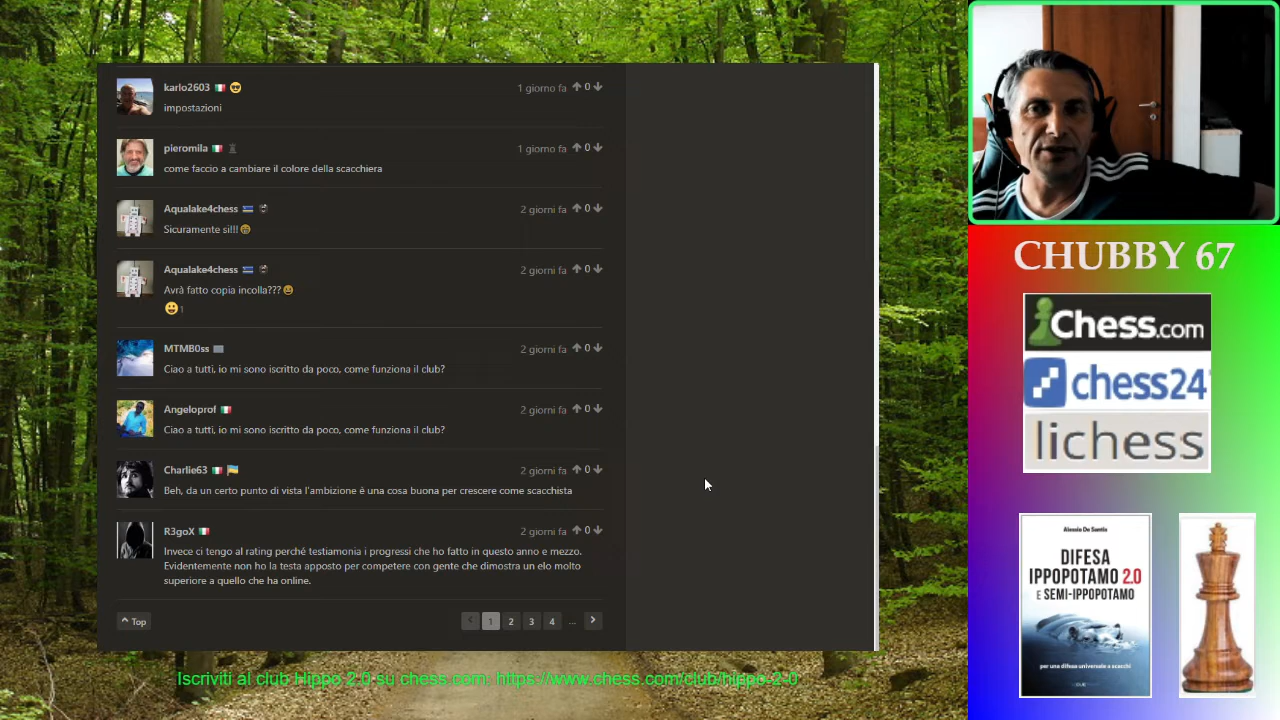 karlo2603
1 giorno fa 0
impostazioni
pieromila
1 giorno fa 0
come faccio a cambiare il colore della scacchiera
Aqualake4chess
2 giorni fa 0
Sicuramente si!!!
Aqualake4chess
2 giorni fa 0
Avrà fatto copia incolla???
1
MTMB0ss
2 giorni fa 0
Ciao a tutti, io mi sono iscritto da poco, come funziona il club?
Angeloprof
2 giorni fa 0
Ciao a tutti, io mi sono iscritto da poco, come funziona il club?
Charlie63
2 giorni fa 0
Beh, da un certo punto di vista l'ambizione è una cosa buona per crescere come scacchista
R3goX
2 giorni fa 0
Invece ci tengo al rating perché testiamonia i progressi che ho fatto in questo anno e mezzo.
Evidentemente non ho la testa apposto per competere con gente che dimostra un elo molto
superiore a quello che ha online.
Top
1 2 3 4 ...
Iscriviti al club Hippo 2.0 su chess.com: https://www.chess.com/club/hippo-2-0
CHUBBY 67
Chess.com
chess24
lichess
Alessio De Santis
DIFESA
IPPOPOTAMO 2.0
E SEMI-IPPOPOTAMO
per una difesa universale a scacchi